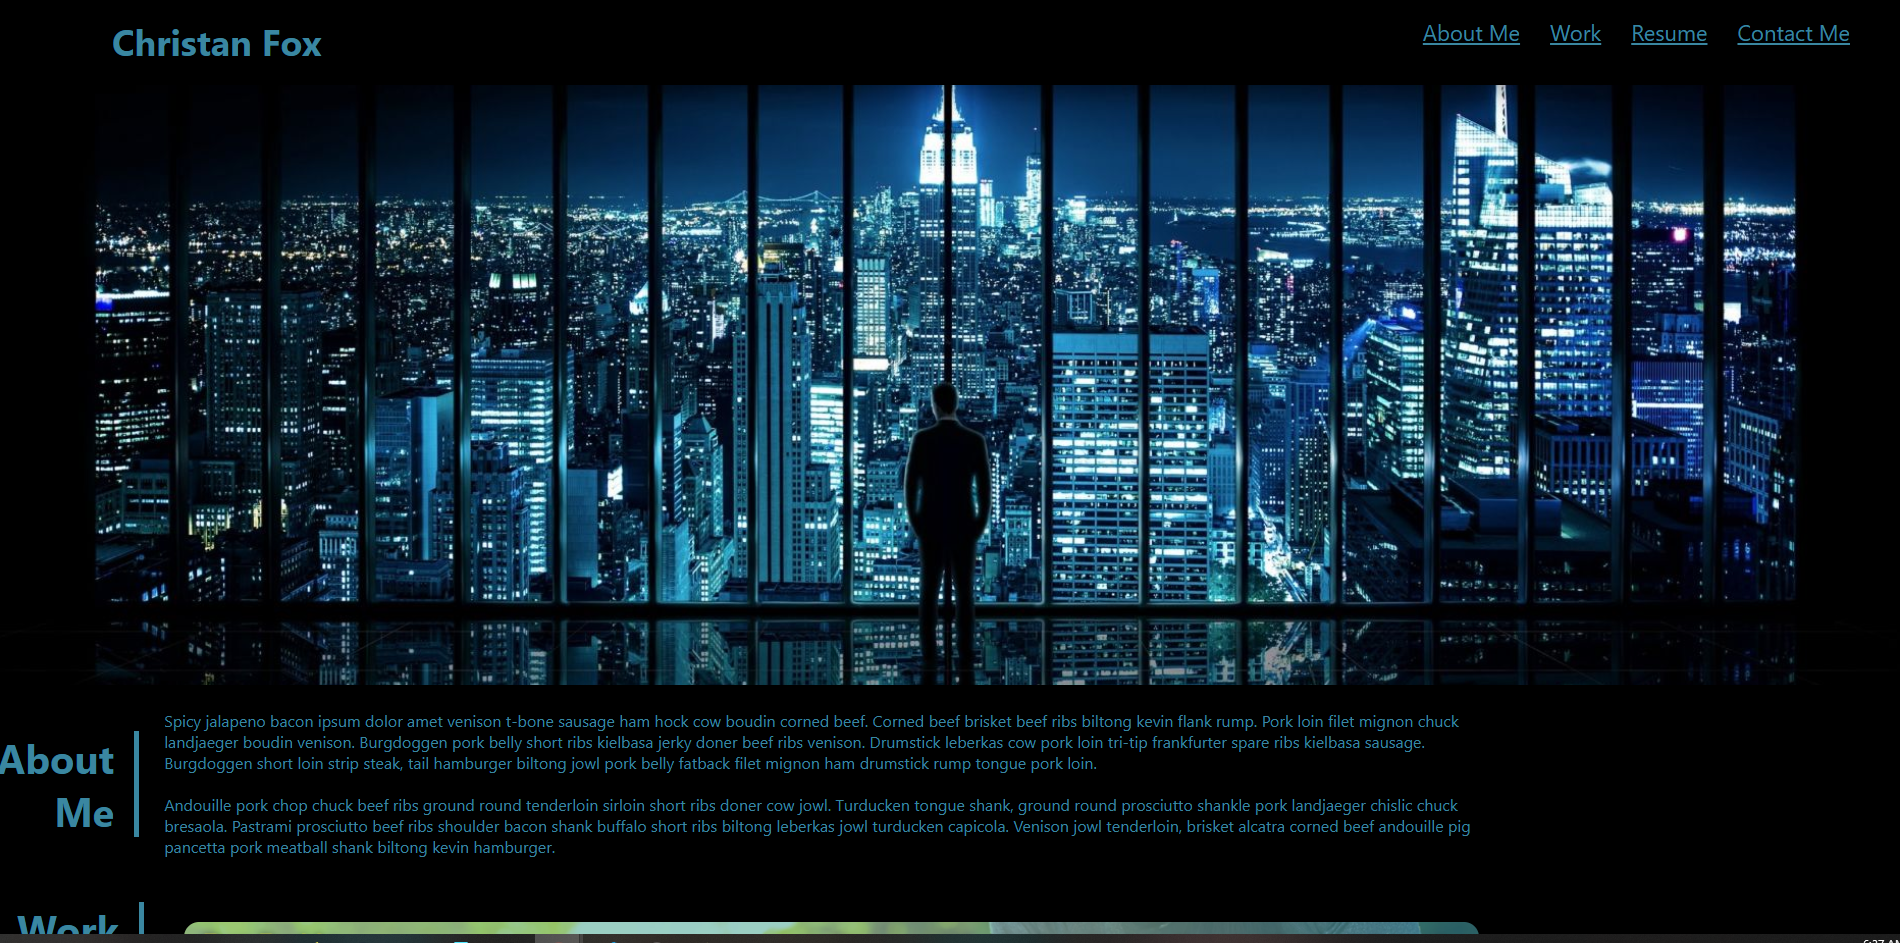 Christan Fox
About Me Work Resume Contact Me
About
Me
Spicy jalapeno bacon ipsum dolor amet venison t-bone sausage ham hock cow boudin corned beef. Corned beef brisket beef ribs biltong kevin flank rump. Pork loin filet mignon chuck
landjaeger boudin venison. Burgdoggen pork belly short ribs kielbasa jerky doner beef ribs venison. Drumstick leberkas cow pork loin tri-tip frankfurter spare ribs kielbasa sausage.
Burgdoggen short loin strip steak, tail hamburger biltong jowl pork belly fatback filet mignon ham drumstick rump tongue pork loin.
Andouille pork chop chuck beef ribs ground round tenderloin sirloin short ribs doner cow jowl. Turducken tongue shank, ground round prosciutto shankle pork landjaeger chislic chuck
bresaola. Pastrami prosciutto beef ribs shoulder bacon shank buffalo short ribs biltong leberkas jowl turducken capicola. Venison jowl tenderloin, brisket alcatra corned beef andouille pig
pancetta pork meatball shank biltong kevin hamburger.
Work